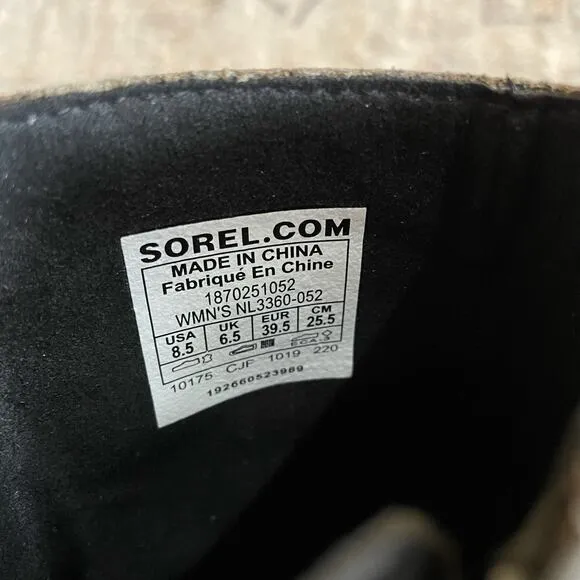 SOREL.COM
MADE IN CHINA
Fabriqué En Chine
1870251052
WMN'S NL3360-052
USA UK EUR CM
8.5 6.5 39.5 25.5
10175 CJF 1019 220
192660523969